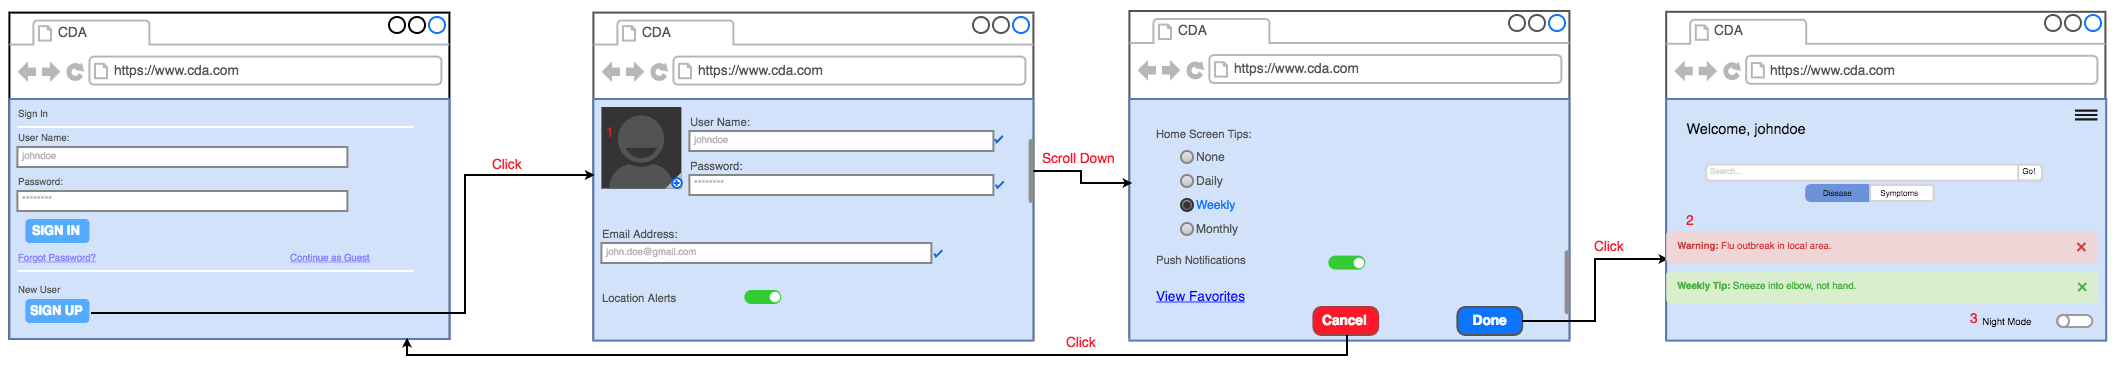 CDA
https://www.cda.com
Sign In
User Name:
johndoe
Password:
********
SIGN IN
Forgot Password? Continue as Guest
New User
SIGN UP
Click
CDA
https://www.cda.com
1
User Name:
johndoe
Password:
********
Email Address:
john.doe@gmail.com
Location Alerts
Scroll Down
CDA
https://www.cda.com
Home Screen Tips:
None
Daily
Weekly
Monthly
Push Notifications
View Favorites
Cancel Done
Click
Click
CDA
https://www.cda.com
Welcome, johndoe
Search... Go!
Disease Symptoms
2
Warning: Flu outbreak in local area.
Weekly Tip: Sneeze into elbow, not hand.
3 Night Mode